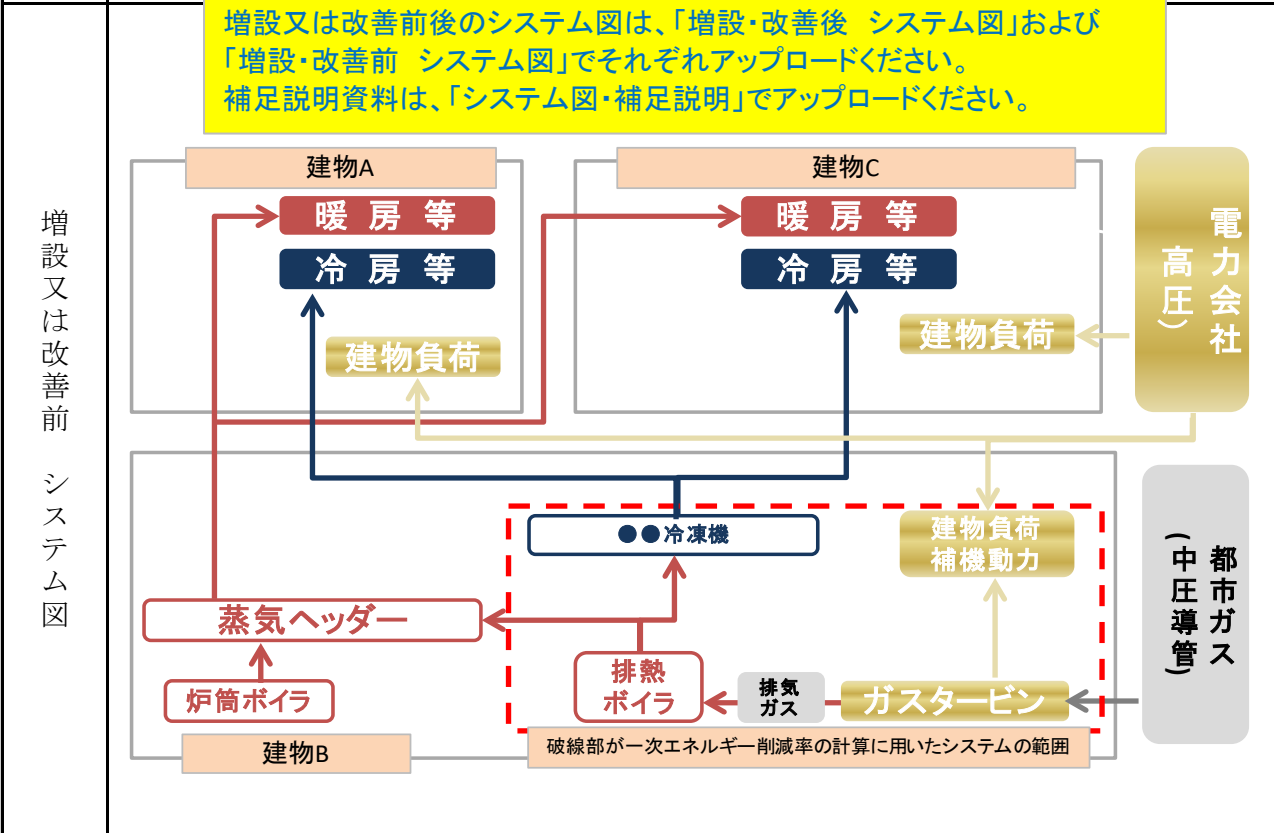 増設又は改善前後のシステム図は、「増設・改善後　システム図」および
「増設・改善前　システム図」でそれぞれアップロードください。
補足説明資料は、「システム図・補足説明」でアップロードください。
増設又は改善前　システム図
建物A
暖房等
冷房等
建物負荷
建物C
暖房等
冷房等
建物負荷
電力会社
高圧）
●●冷凍機
建物負荷
補機動力
蒸気ヘッダー
炉筒ボイラ
排熱
ボイラ
排気
ガス
ガスタービン
都市ガス
(中圧導管)
建物B
破線部が一次エネルギー削減率の計算に用いたシステムの範囲